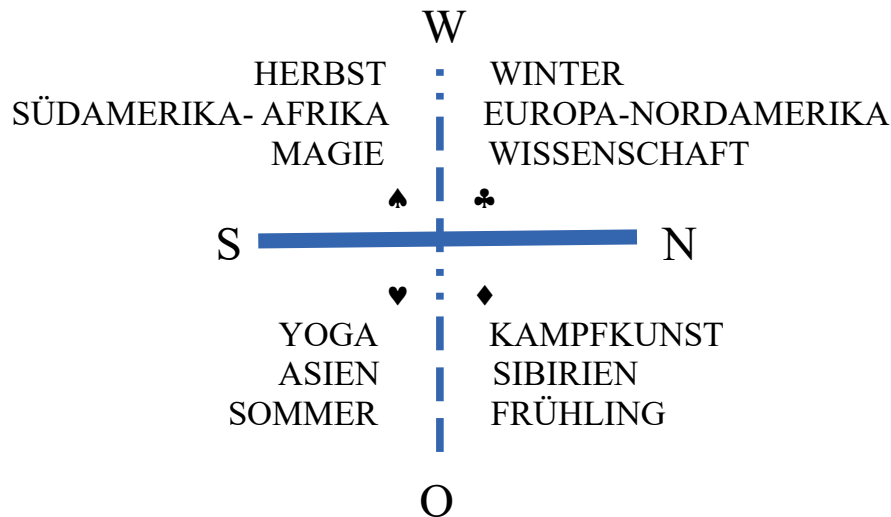 W
HERBST WINTER
SÜDAMERIKA- AFRIKA EUROPA-NORDAMERIKA
MAGIE WISSENSCHAFT
♠ ♣
S N
♥ ♦
YOGA KAMPFKUNST
ASIEN SIBIRIEN
SOMMER FRÜHLING
O